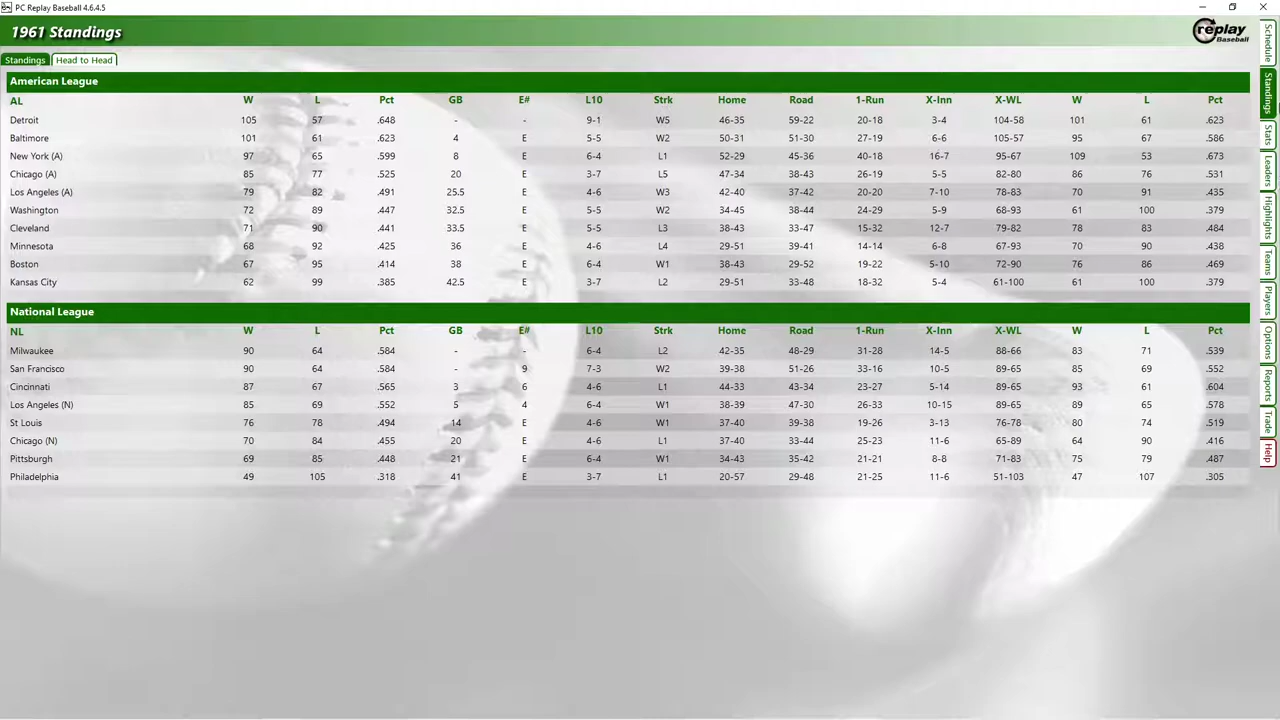 PC Replay Baseball 4.6.4.5
1961 Standings
replay
Baseball
Standings Head to Head
American League
AL W L Pct GB E# L10 Strk Home Road 1-Run X-Inn X-WL W L Pct
Detroit 105 57 .648 - - 9-1 W5 46-35 59-22 20-18 3-4 104-58 101 61 .623
Baltimore 101 61 .623 4 E 5-5 W2 50-31 51-30 27-19 6-6 105-57 95 67 .586
New York (A) 97 65 .599 8 E 6-4 L1 52-29 45-36 40-18 16-7 95-67 109 53 .673
Chicago (A) 85 77 .525 20 E 3-7 L5 47-34 38-43 26-19 5-5 82-80 86 76 .531
Los Angeles (A) 79 82 .491 25.5 E 4-6 W3 42-40 37-42 20-20 7-10 78-83 70 91 .435
Washington 72 89 .447 32.5 E 5-5 W2 34-45 38-44 24-29 5-9 68-93 61 100 .379
Cleveland 71 90 .441 33.5 E 5-5 L3 38-43 33-47 15-32 12-7 79-82 78 83 .484
Minnesota 68 92 .425 36 E 4-6 L4 29-51 39-41 14-14 6-8 67-93 70 90 .438
Boston 67 95 .414 38 E 6-4 W1 38-43 29-52 19-22 5-10 72-90 76 86 .469
Kansas City 62 99 .385 42.5 E 3-7 L2 29-51 33-48 18-32 5-4 61-100 61 100 .379
National League
NL W L Pct GB E# L10 Strk Home Road 1-Run X-Inn X-WL W L Pct
Milwaukee 90 64 .584 - - 6-4 L2 42-35 48-29 31-28 14-5 88-66 83 71 .539
San Francisco 90 64 .584 - 9 7-3 W2 39-38 51-26 33-16 10-5 89-65 85 69 .552
Cincinnati 87 67 .565 3 6 4-6 L1 44-33 43-34 23-27 5-14 89-65 93 61 .604
Los Angeles (N) 85 69 .552 5 4 6-4 W1 38-39 47-30 26-33 10-15 89-65 89 65 .578
St Louis 76 78 .494 14 E 4-6 W1 37-40 39-38 19-26 3-13 76-78 80 74 .519
Chicago (N) 70 84 .455 20 E 4-6 L1 37-40 33-44 25-23 11-6 65-89 64 90 .416
Pittsburgh 69 85 .448 21 E 6-4 W1 34-43 35-42 21-21 8-8 71-83 75 79 .487
Philadelphia 49 105 .318 41 E 3-7 L1 20-57 29-48 21-25 11-6 51-103 47 107 .305
Schedule
Standings
Stats
Leaders
Highlights
Teams
Players
Options
Reports
Trade
Help